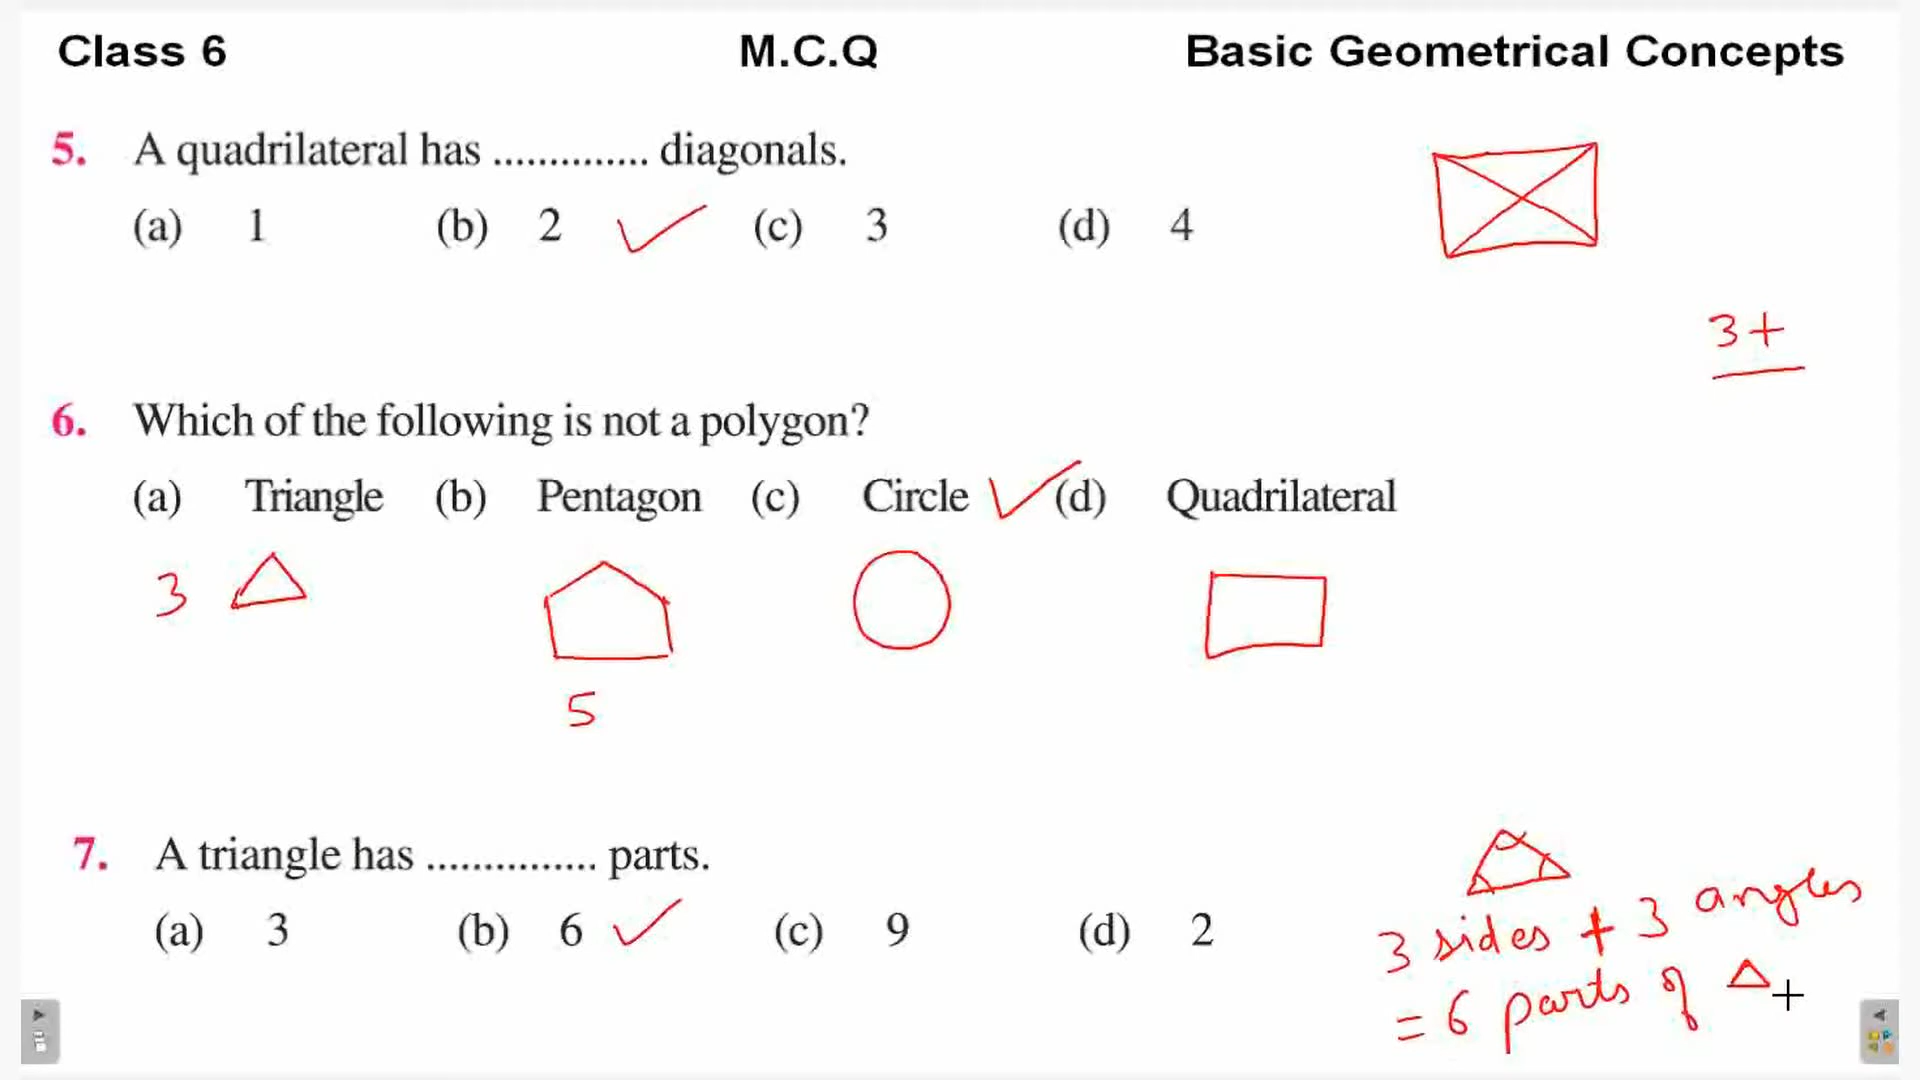 Class 6 M.C.Q Basic Geometrical Concepts
5. A quadrilateral has .............. diagonals.
(a) 1 (b) 2 (c) 3 (d) 4
3+
6. Which of the following is not a polygon?
(a) Triangle (b) Pentagon (c) Circle (d) Quadrilateral
3
5
7. A triangle has ............... parts.
(a) 3 (b) 6 (c) 9 (d) 2
3 sides + 3 angles
= 6 parts of Δ